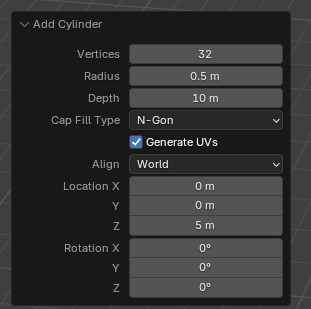 Add Cylinder
Vertices 32
Radius 0.5 m
Depth 10 m
Cap Fill Type N-Gon
Generate UVs
Align World
Location X 0 m
Y 0 m
Z 5 m
Rotation X 0°
Y 0°
Z 0°